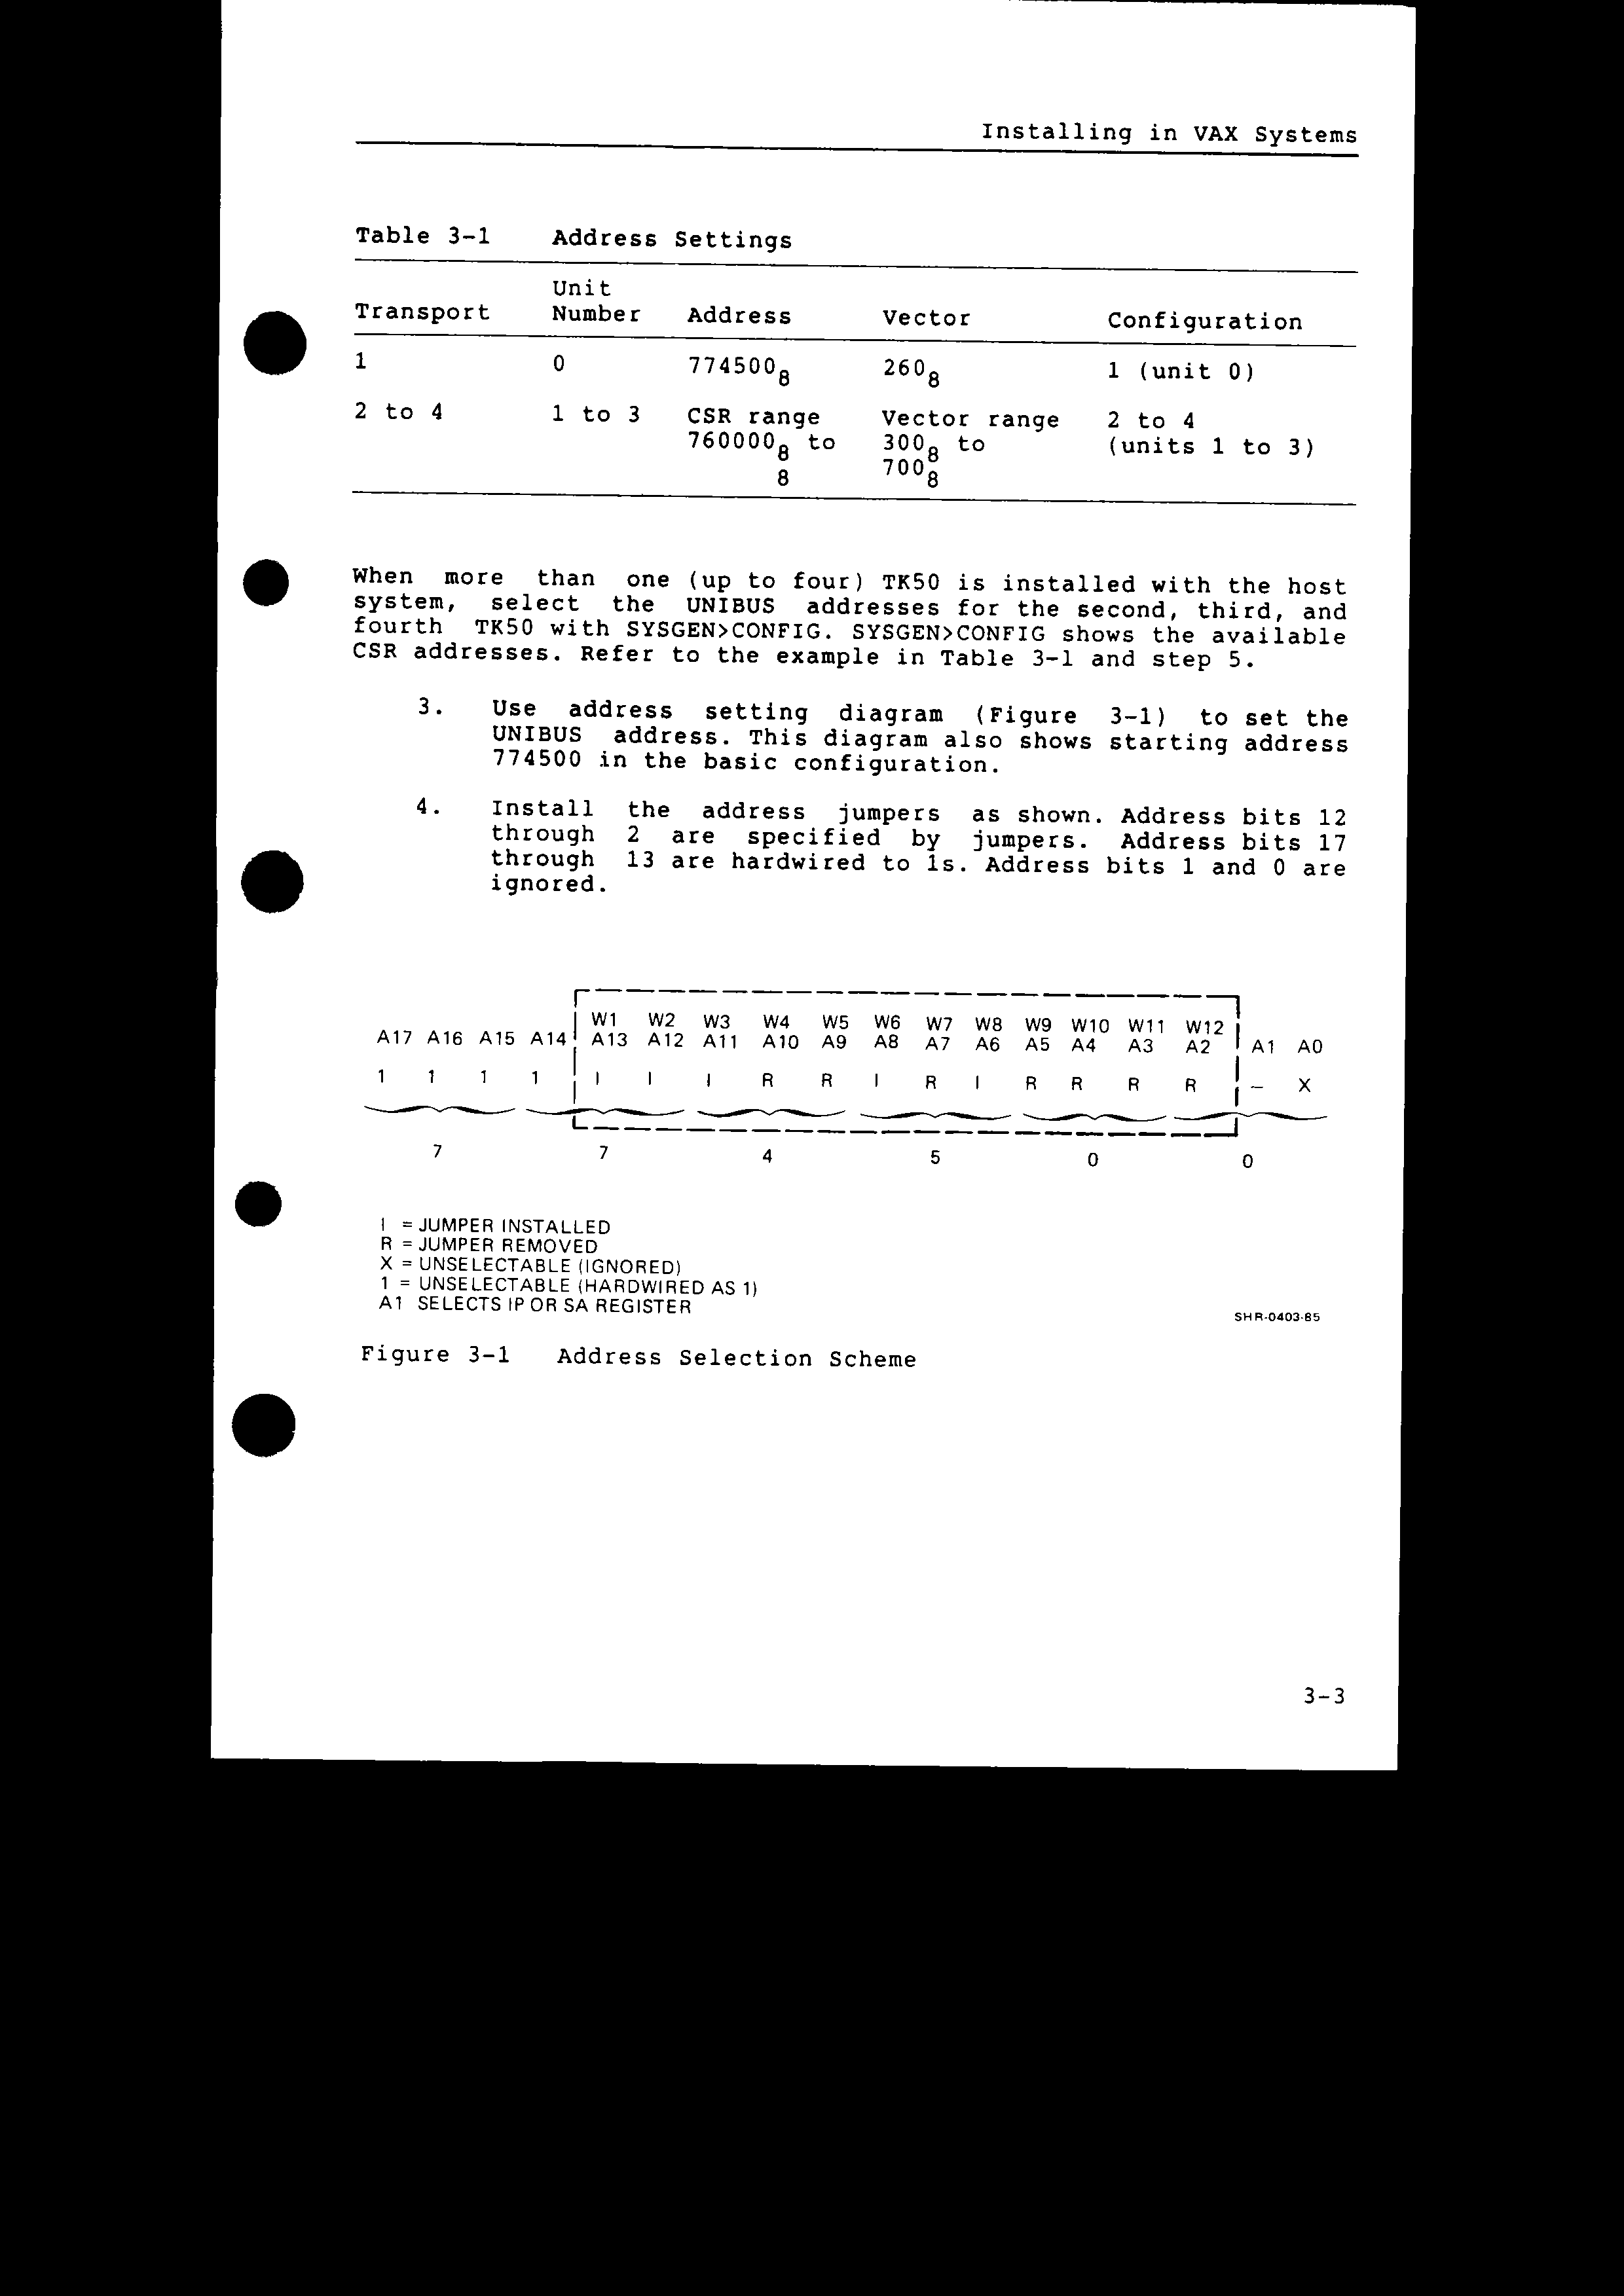 Installing in VAX Systems
Table 3-1 Address Settings
Unit
Transport Number Address Vector Configuration
1 0 774500₈ 260₈ 1 (unit 0)
2 to 4 1 to 3 CSR range Vector range 2 to 4
760000₈ to 300₈ to (units 1 to 3)
₈ 700₈
When more than one (up to four) TK50 is installed with the host
system, select the UNIBUS addresses for the second, third, and
fourth TK50 with SYSGEN>CONFIG. SYSGEN>CONFIG shows the available
CSR addresses. Refer to the example in Table 3-1 and step 5.
3. Use address setting diagram (Figure 3-1) to set the
UNIBUS address. This diagram also shows starting address
774500 in the basic configuration.
4. Install the address jumpers as shown. Address bits 12
through 2 are specified by jumpers. Address bits 17
through 13 are hardwired to 1s. Address bits 1 and 0 are
ignored.
W1 W2 W3 W4 W5 W6 W7 W8 W9 W10 W11 W12
A17 A16 A15 A14 A13 A12 A11 A10 A9 A8 A7 A6 A5 A4 A3 A2 A1 A0
1 1 1 1 I I I R R I R I R R R R – X
7 7 4 5 0 0
I = JUMPER INSTALLED
R = JUMPER REMOVED
X = UNSELECTABLE (IGNORED)
1 = UNSELECTABLE (HARDWIRED AS 1)
A1 SELECTS IP OR SA REGISTER
SHR-0403-85
Figure 3-1 Address Selection Scheme
3-3